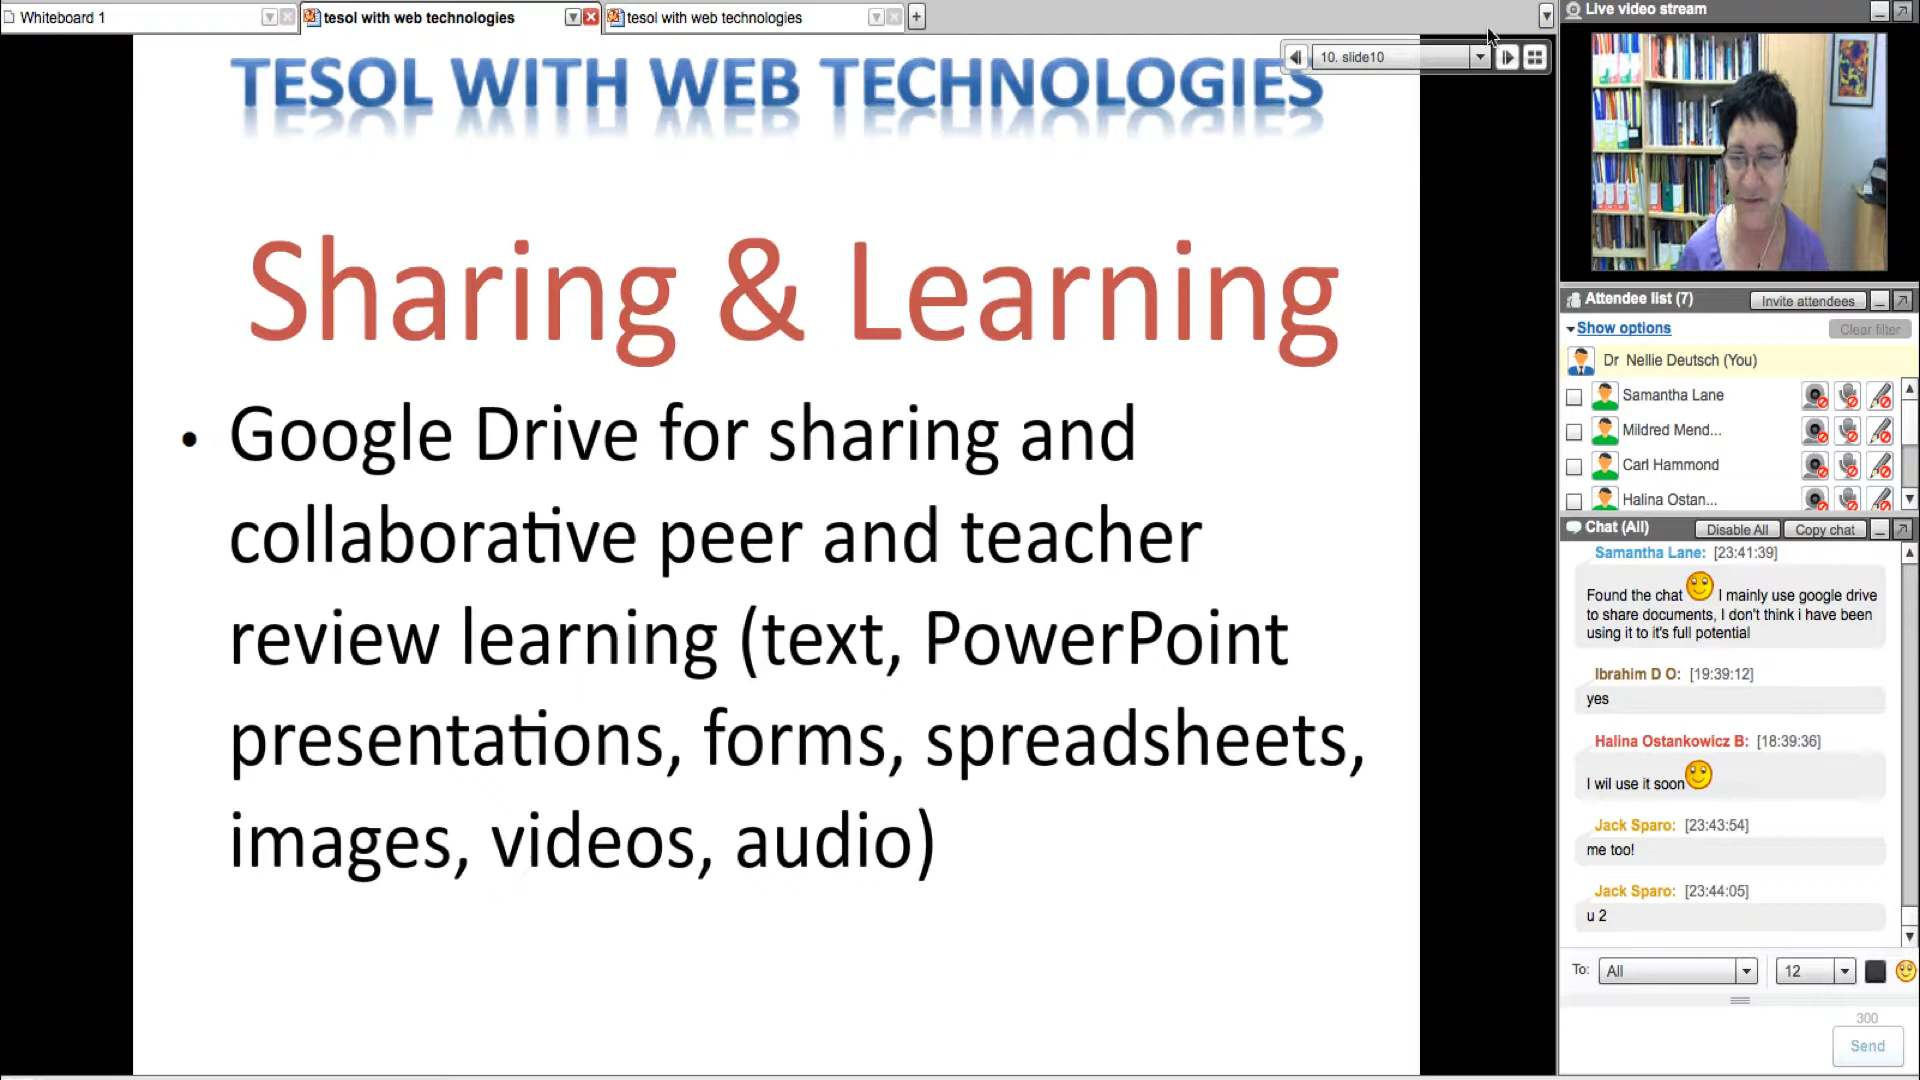 Whiteboard 1
tesol with web technologies
tesol with web technologies
10. slide10
TESOL WITH WEB TECHNOLOGIES
Sharing & Learning
• Google Drive for sharing and
collaborative peer and teacher
review learning (text, PowerPoint
presentations, forms, spreadsheets,
images, videos, audio)
Live video stream
Attendee list (7)
Invite attendees
Show options
Clear filter
Dr Nellie Deutsch (You)
Samantha Lane
Mildred Mend...
Carl Hammond
Halina Ostan...
Chat (All)
Disable All
Copy chat
Samantha Lane: [23:41:39]
Found the chat I mainly use google drive
to share documents, I don't think i have been
using it to it's full potential
Ibrahim D O: [19:39:12]
yes
Halina Ostankowicz B: [18:39:36]
I wil use it soon
Jack Sparo: [23:43:54]
me too!
Jack Sparo: [23:44:05]
u 2
To: All
12
300
Send